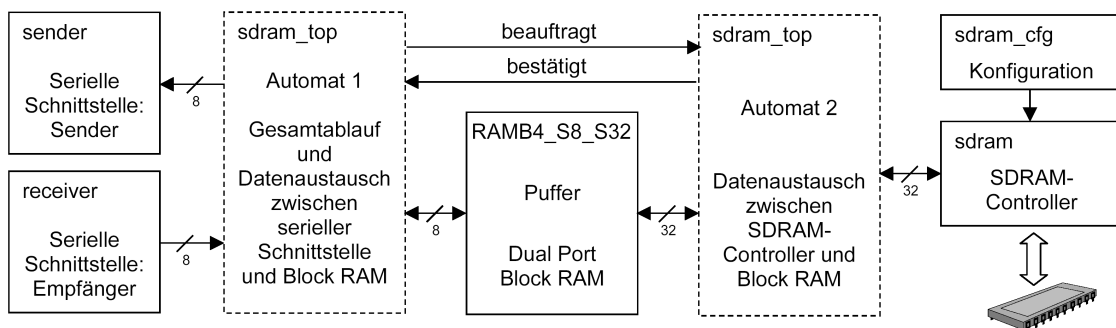 sender
Serielle
Schnittstelle:
Sender
8
receiver
Serielle
Schnittstelle:
Empfänger
8
sdram_top
Automat 1
Gesamtablauf
und
Datenaustausch
zwischen
serieller
Schnittstelle
und Block RAM
beauftragt
bestätigt
8
RAMB4_S8_S32
Puffer
Dual Port
Block RAM
32
sdram_top
Automat 2
Datenaustausch
zwischen
SDRAM-
Controller und
Block RAM
32
sdram_cfg
Konfiguration
sdram
SDRAM-
Controller